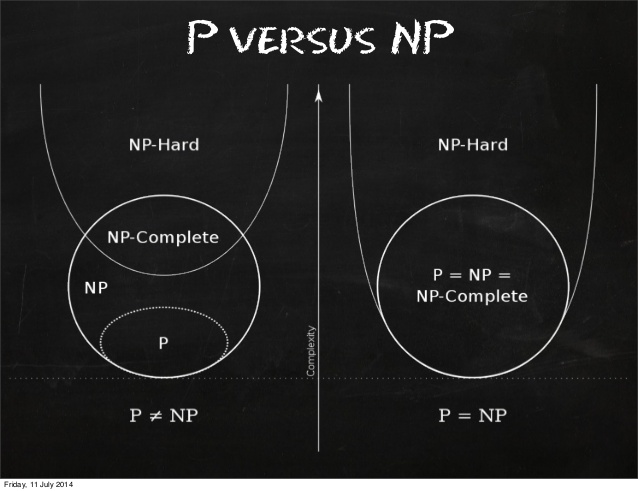 P VERSUS NP
NP-Hard
NP-Complete
NP
P
P ≠ NP
Complexity
NP-Hard
P = NP =
NP-Complete
P = NP
Friday, 11 July 2014